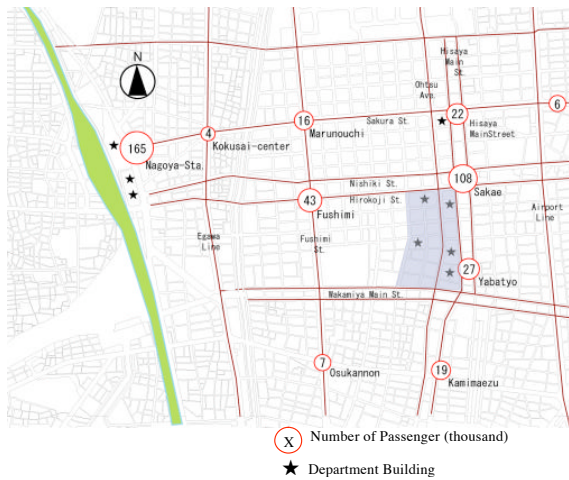 N
Hisaya
Main
St.
Ohtsu
Avp.
6
22
16
Sakura St.
Hisaya
MainStreet
4
Marunouchi
165
Kokusai-center
Nagoya-Sta.
Nishiki St.
108
Sakae
43
Hirokoji St.
Fushimi
Airport
Line
Egawa
Line
Fushimi
St.
27
Yabatyo
Wakamiya Main St.
7
Osukannon
19
Kamimaezu
X Number of Passenger (thousand)
Department Building